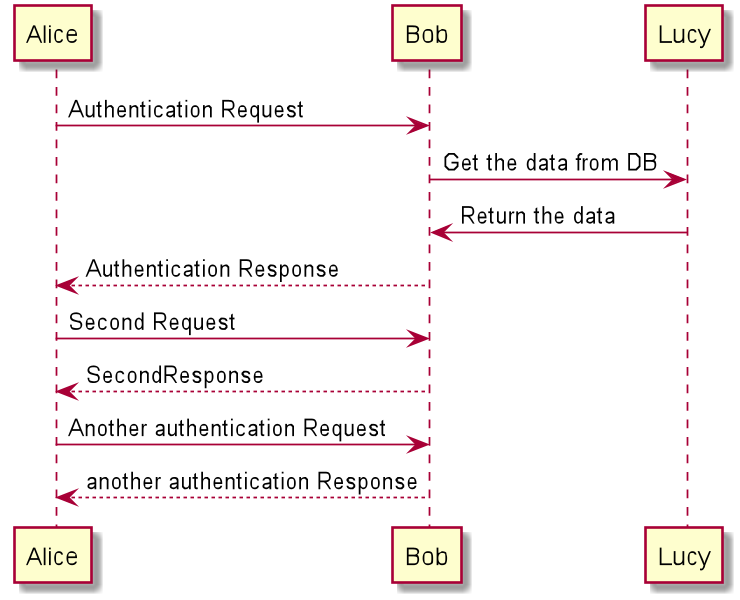 Alice Bob Lucy
Authentication Request
Get the data from DB
Return the data
Authentication Response
Second Request
SecondResponse
Another authentication Request
another authentication Response
Alice Bob Lucy